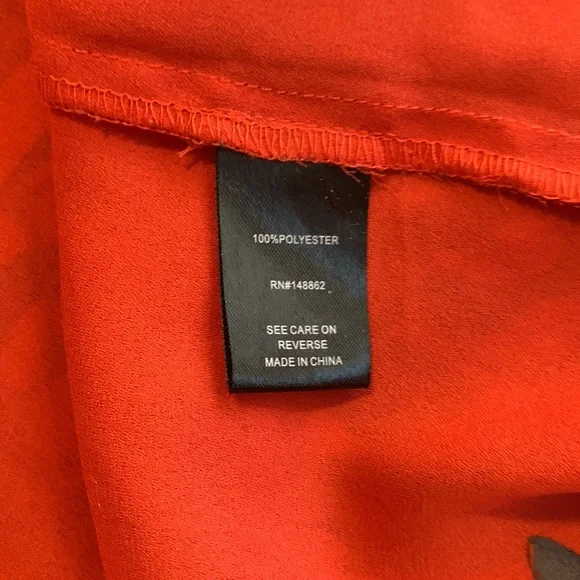 100%POLYESTER
RN#148862
SEE CARE ON
REVERSE
MADE IN CHINA